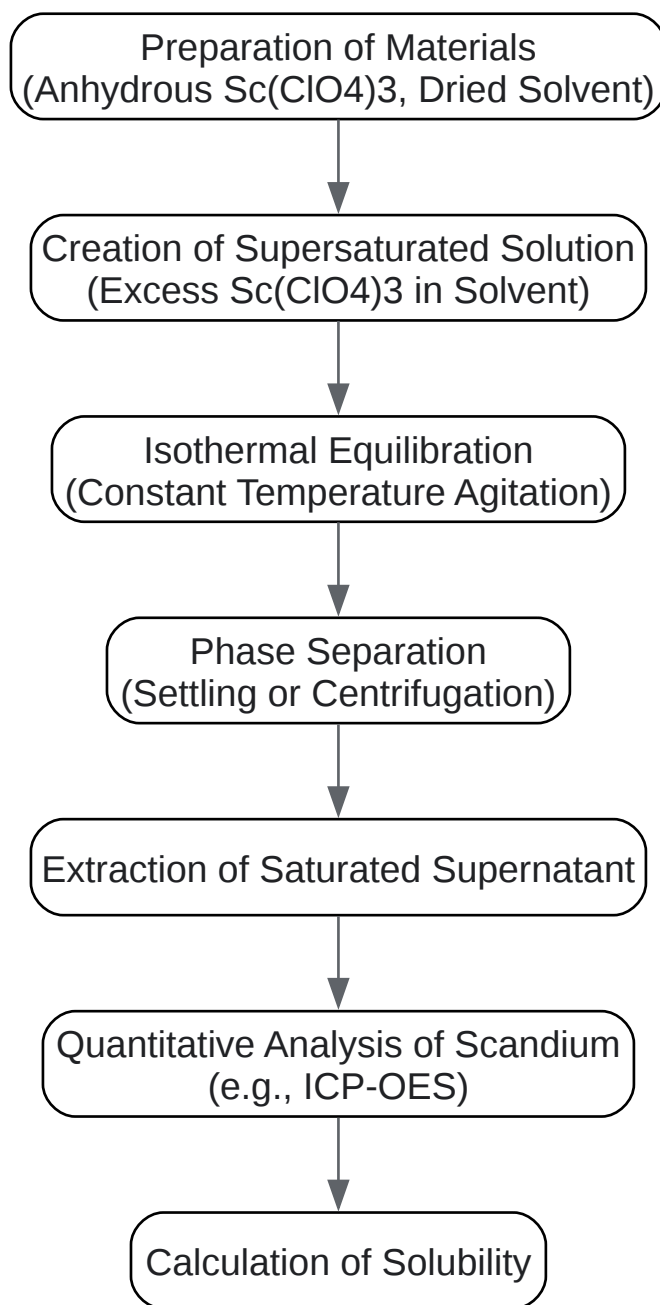 Preparation of Materials
(Anhydrous Sc(ClO4)3, Dried Solvent)
Creation of Supersaturated Solution
(Excess Sc(ClO4)3 in Solvent)
Isothermal Equilibration
(Constant Temperature Agitation)
Phase Separation
(Settling or Centrifugation)
Extraction of Saturated Supernatant
Quantitative Analysis of Scandium
(e.g., ICP-OES)
Calculation of Solubility